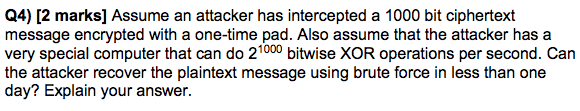 Q4) [2 marks] Assume an attacker has intercepted a 1000 bit ciphertext
message encrypted with a one-time pad. Also assume that the attacker has a
very special computer that can do 2¹⁰⁰⁰ bitwise XOR operations per second. Can
the attacker recover the plaintext message using brute force in less than one
day? Explain your answer.